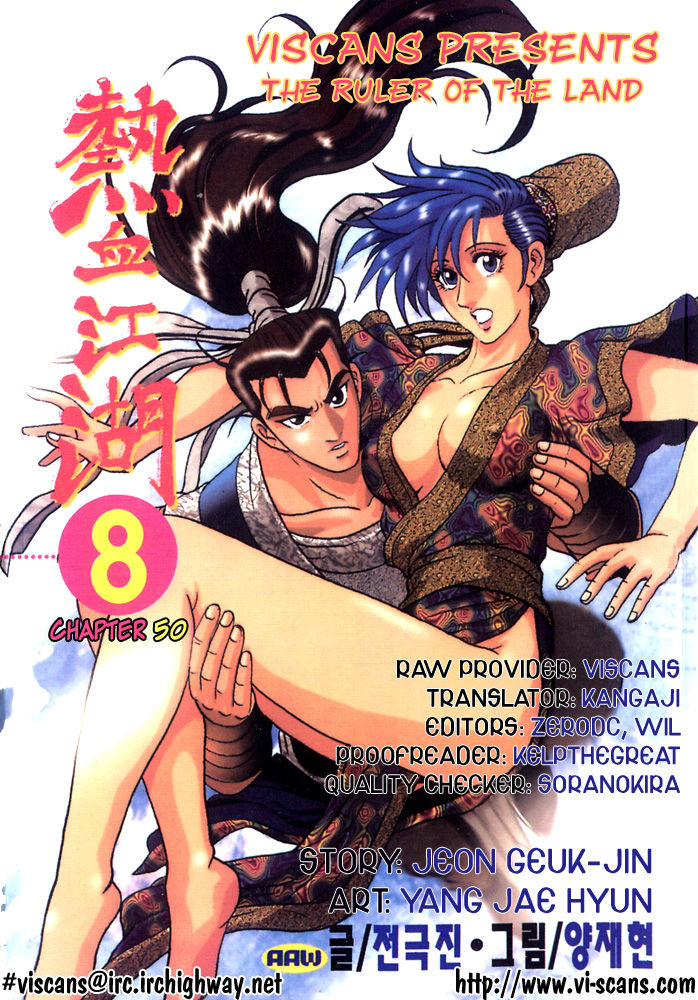 VISCANS PRESENTS
THE RULER OF THE LAND
熱血江湖
8
CHAPTER 50
RAW PROVIDER: VISCANS
TRANSLATOR: KANGAJI
EDITORS: ZERODC, WIL
PROOFREADER: KELPTHEGREAT
QUALITY CHECKER: SORANOKIRA
STORY: JEON GEUK-JIN
ART: YANG JAE HYUN
AAW 글/전극진·그림/양재현
#viscans@irc.irchighway.net
http://www.vi-scans.com